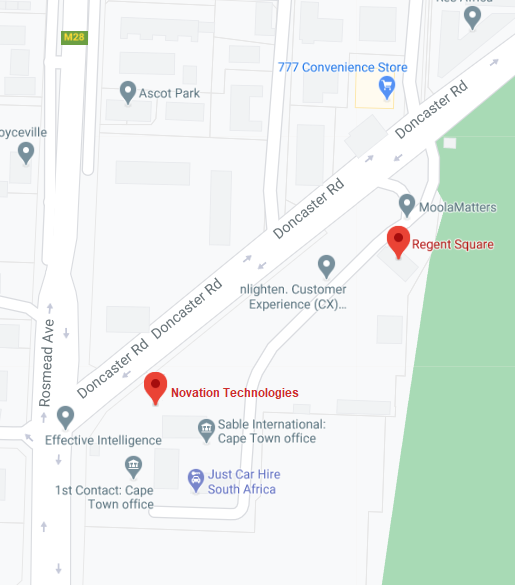 M28
777 Convenience Store
Ascot Park
Doncaster Rd
oyceville
Doncaster Rd
MoolaMatters
Regent Square
nlighten. Customer
Experience (CX)...
Doncaster Rd
Doncaster Rd
Rosmead Ave
Novation Technologies
Sable International:
Cape Town office
Effective Intelligence
Just Car Hire
South Africa
1st Contact: Cape
Town office